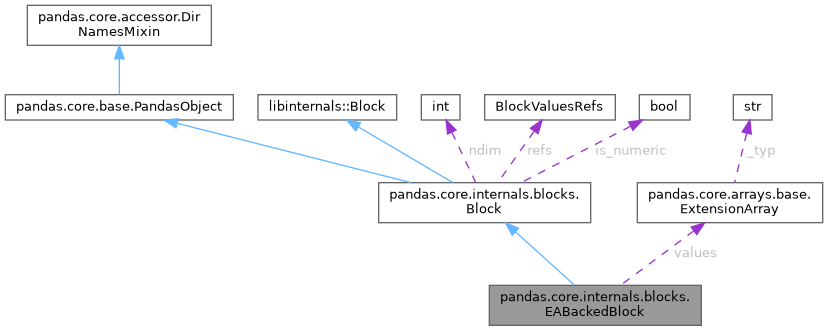 pandas.core.accessor.Dir
NamesMixin
pandas.core.base.PandasObject
libinternals::Block
int
BlockValuesRefs
bool
str
ndim
refs
is_numeric
_typ
pandas.core.internals.blocks.
Block
pandas.core.arrays.base.
ExtensionArray
values
pandas.core.internals.blocks.
EABackedBlock